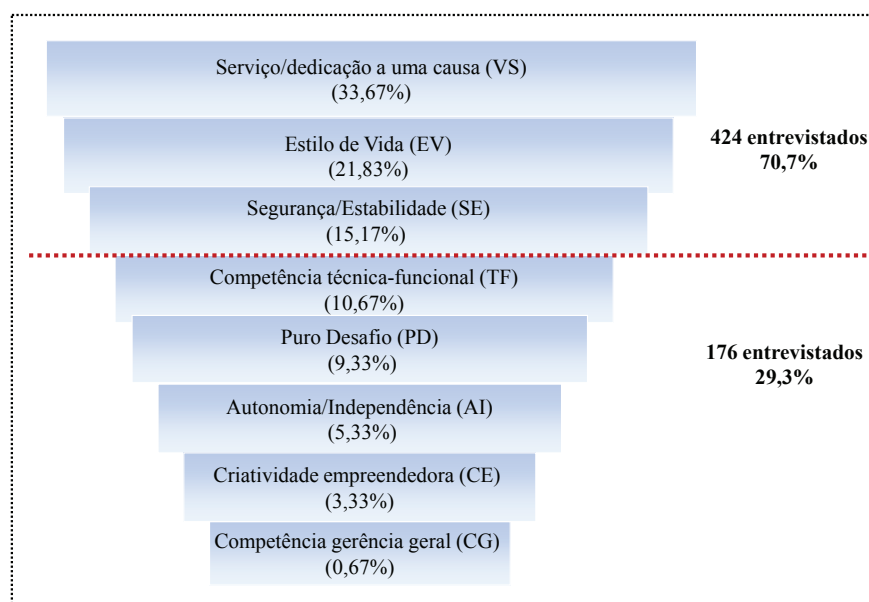 Serviço/dedicação a uma causa (VS)
(33,67%)
Estilo de Vida (EV)
(21,83%)
424 entrevistados
70,7%
Segurança/Estabilidade (SE)
(15,17%)
Competência técnica-funcional (TF)
(10,67%)
Puro Desafio (PD)
(9,33%)
176 entrevistados
29,3%
Autonomia/Independência (AI)
(5,33%)
Criatividade empreendedora (CE)
(3,33%)
Competência gerência geral (CG)
(0,67%)